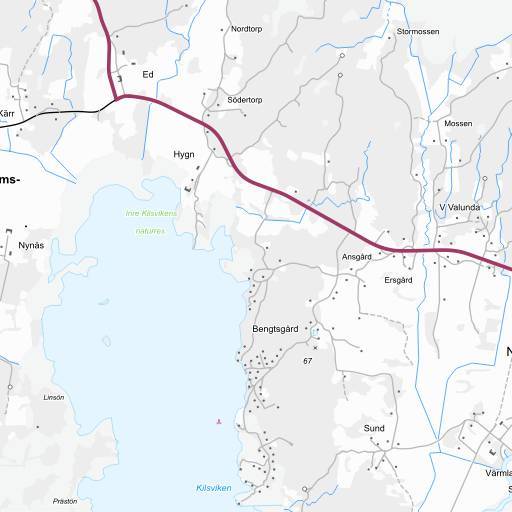 Nordtorp
Stormossen
Ed
Södertorp
Kärr
Mossen
Hygn
ms-
V Valunda
Inre Kilsvikens
naturres.
Nynäs
Ansgård
Ersgård
Bengtsgård
67
N
Linsön
Sund
Värmla
Kilsviken
S
Prästön